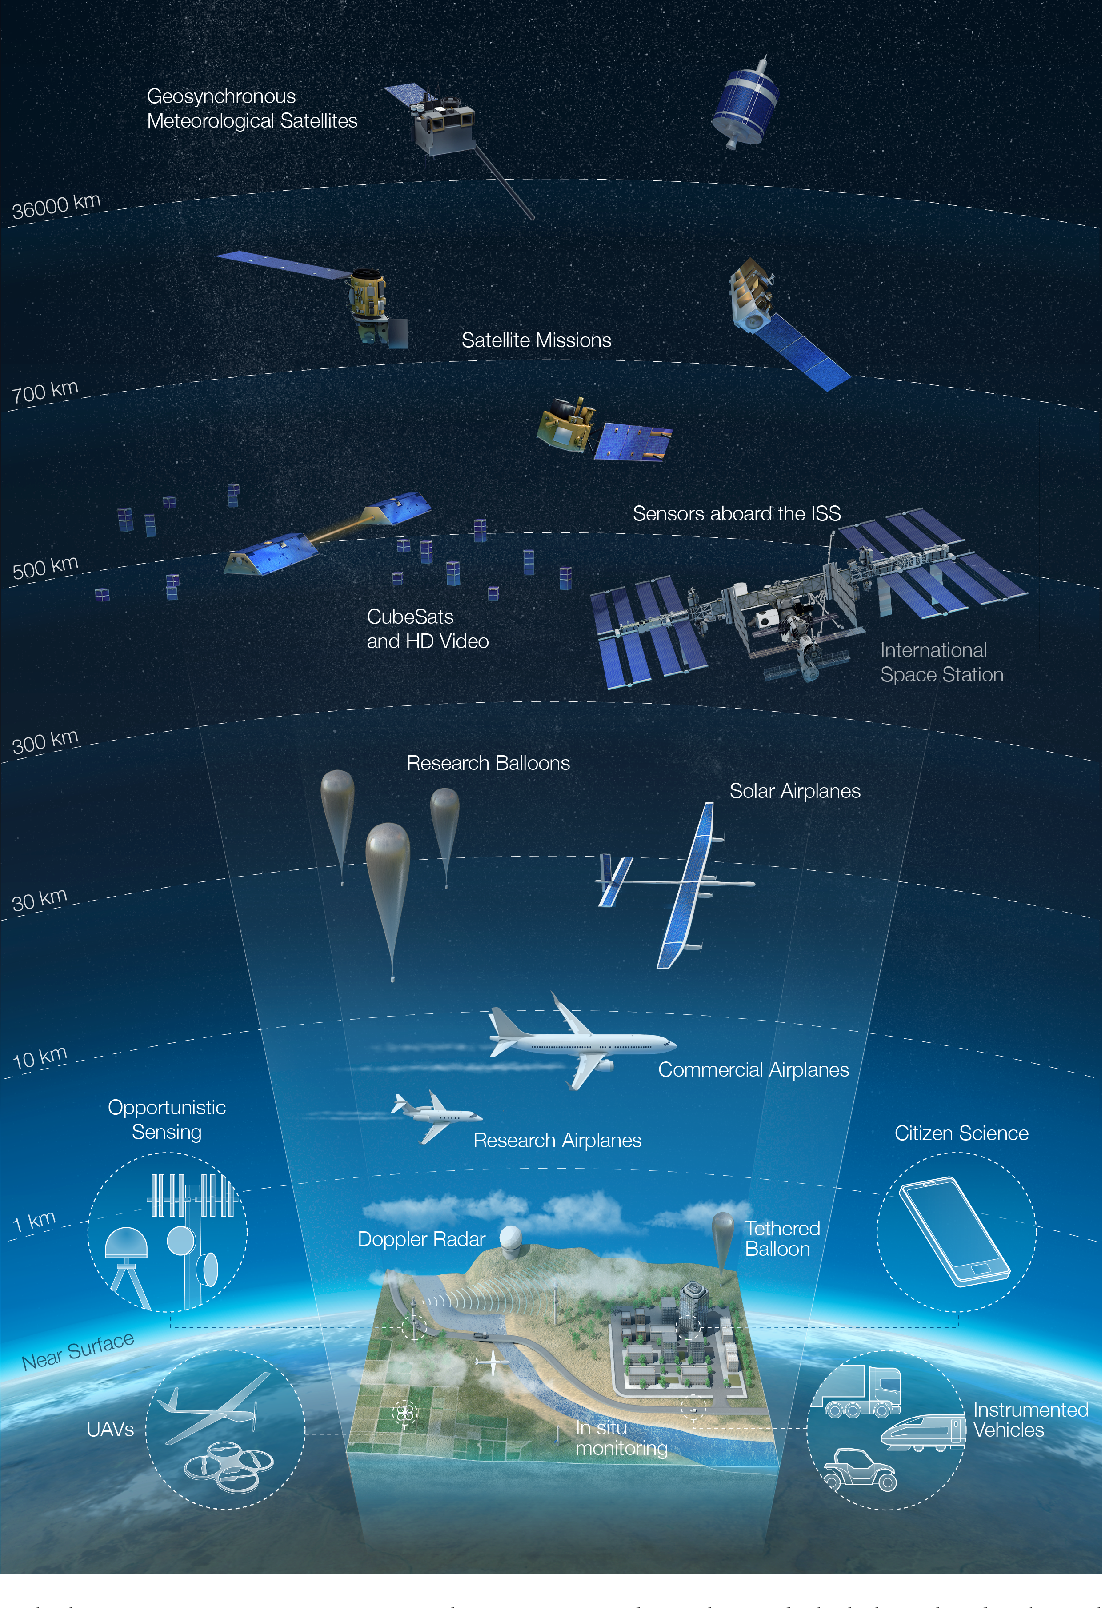 Geosynchronous
Meteorological Satellites
36000 km
Satellite Missions
700 km
Sensors aboard the ISS
500 km
CubeSats
and HD Video
International
Space Station
300 km
Research Balloons
Solar Airplanes
30 km
10 km
Commercial Airplanes
Opportunistic
Sensing
Research Airplanes
Citizen Science
1 km
Doppler Radar
Tethered
Balloon
Near Surface
UAVs
In situ
monitoring
Instrumented
Vehicles